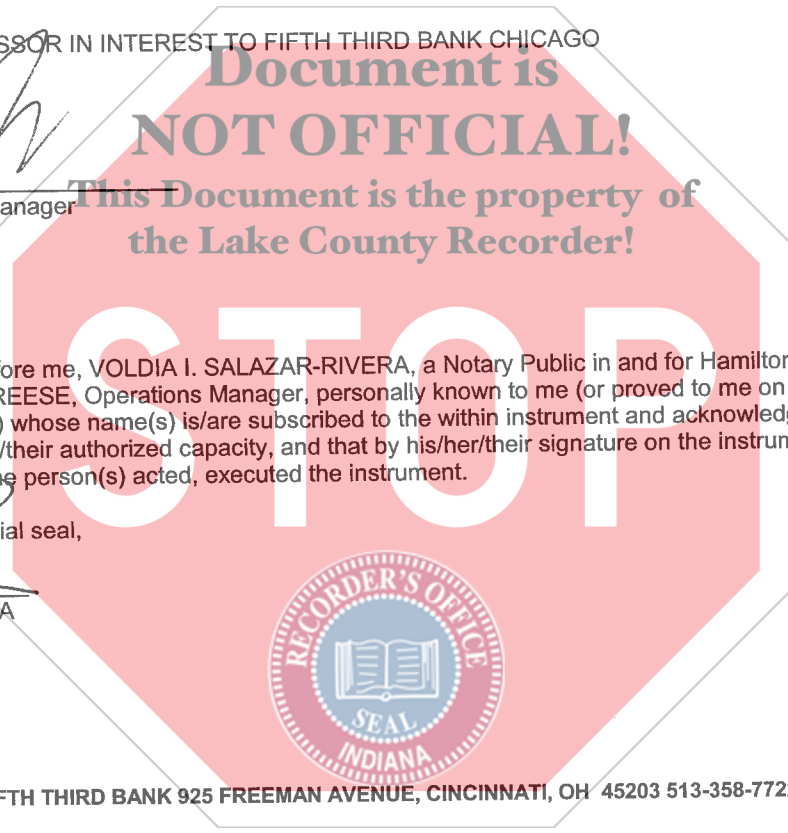 SSOR IN INTEREST TO FIFTH THIRD BANK CHICAGO
Document is
NOT OFFICIAL!
This Document is the property of
anager
the Lake County Recorder!
STOP
fore me, VOLDIA I. SALAZAR-RIVERA, a Notary Public in and for Hamilton
REESE, Operations Manager, personally known to me (or proved to me on
) whose name(s) is/are subscribed to the within instrument and acknowledg
/their authorized capacity, and that by his/her/their signature on the instrum
e person(s) acted, executed the instrument.
ial seal,
A
RECORDER'S OFFICE
SEAL
INDIANA
FTH THIRD BANK 925 FREEMAN AVENUE, CINCINNATI, OH 45203 513-358-772